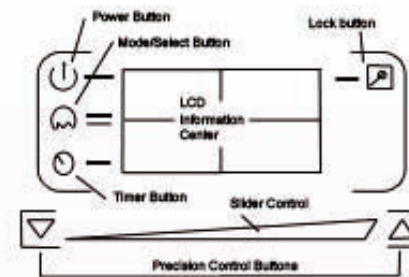 Power Button
Mode/Select Button
Lock button
LCD
Information
Center
Timer Button
Slider Control
Precision Control Buttons